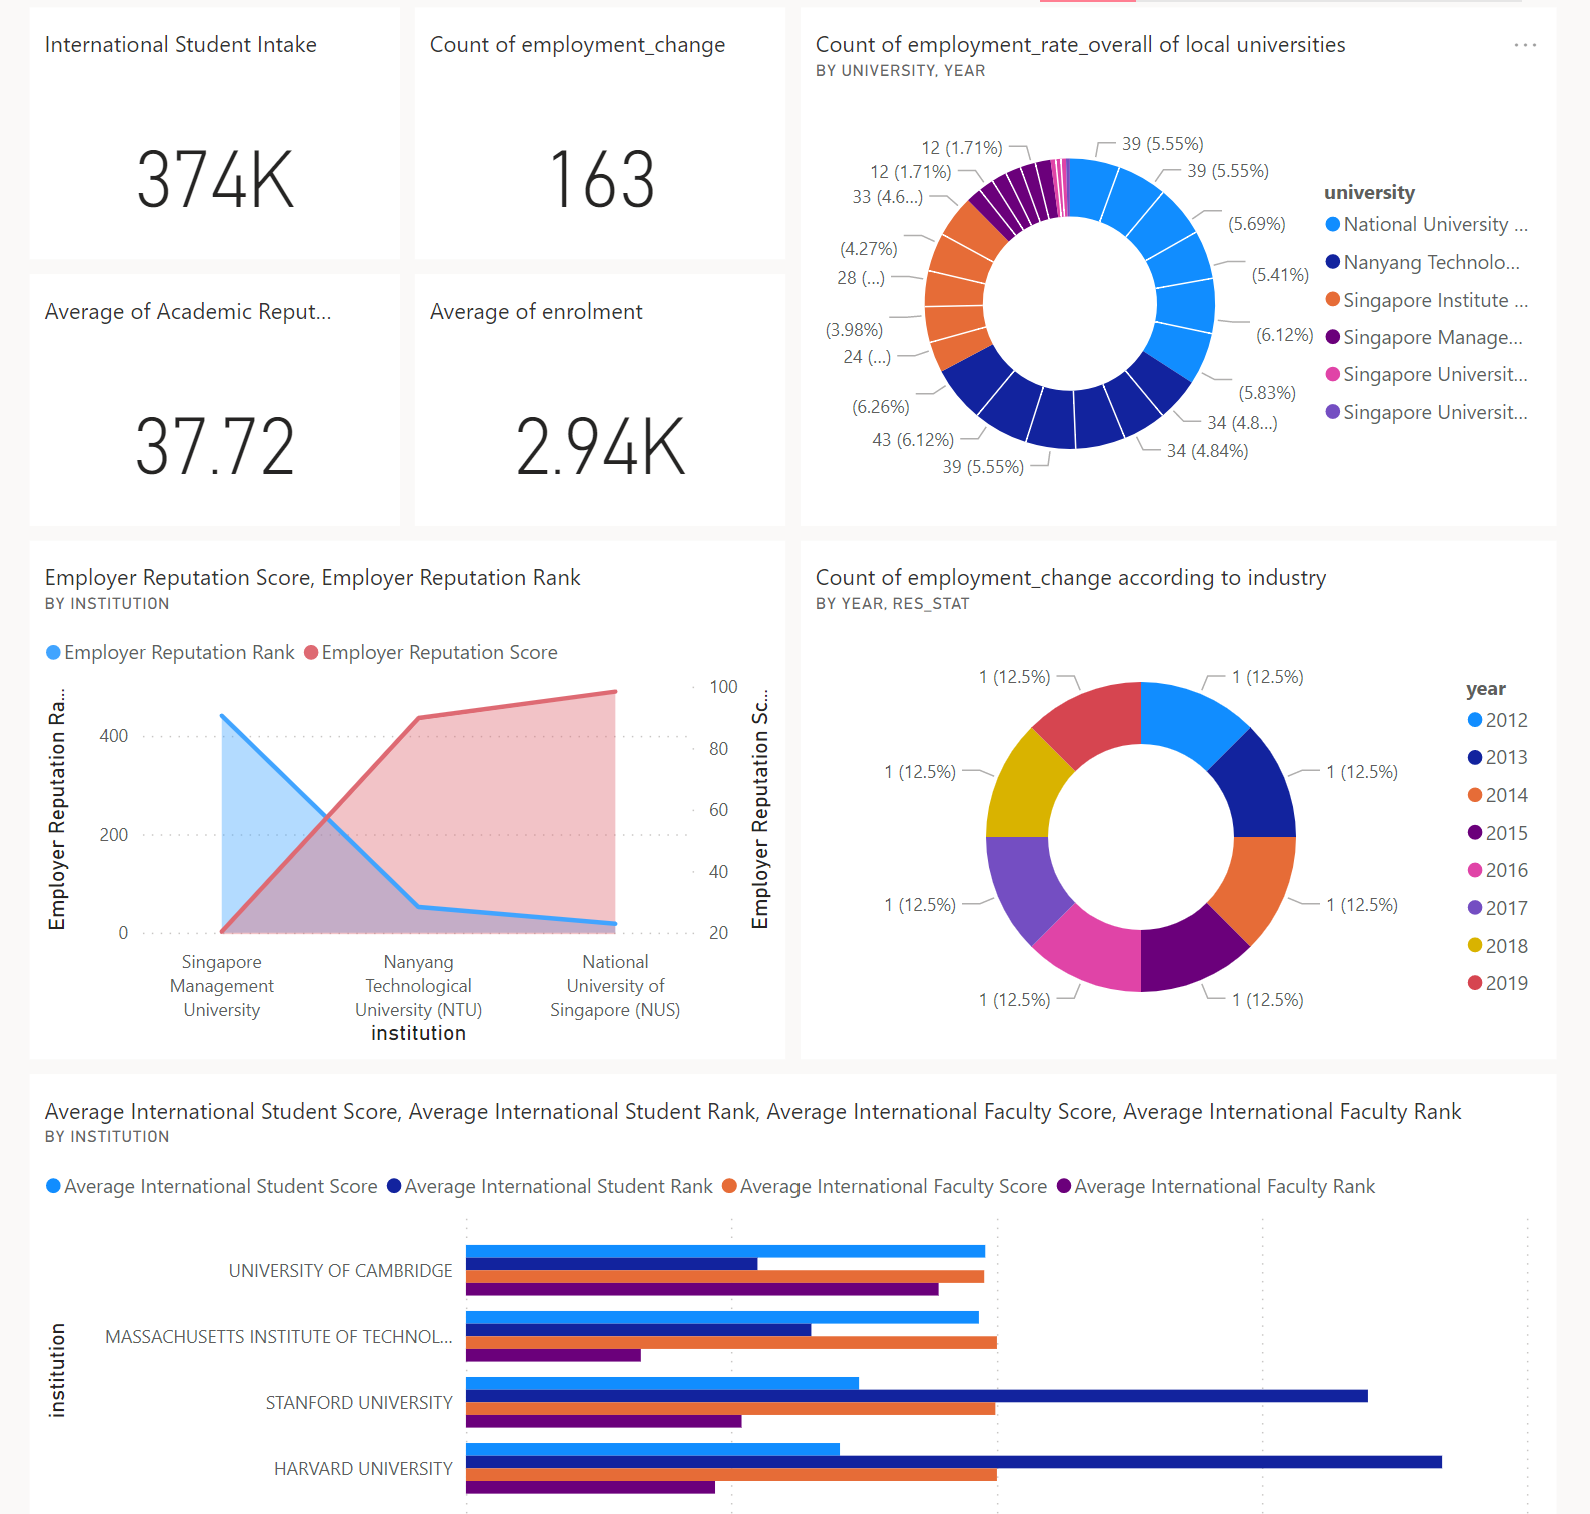 International Student Intake
374K
Count of employment_change
163
Average of Academic Reput...
37.72
Average of enrolment
2.94K
Count of employment_rate_overall of local universities
BY UNIVERSITY, YEAR
12 (1.71%)
12 (1.71%)
33 (4.6...)
(4.27%)
28 (...)
(3.98%)
24 (...)
(6.26%)
43 (6.12%)
39 (5.55%)
39 (5.55%)
39 (5.55%)
(5.69%)
(5.41%)
(6.12%)
(5.83%)
34 (4.8...)
34 (4.84%)
university
National University ...
Nanyang Technolo...
Singapore Institute ...
Singapore Manage...
Singapore Universit...
Singapore Universit...
Employer Reputation Score, Employer Reputation Rank
BY INSTITUTION
Employer Reputation Rank
Employer Reputation Score
Employer Reputation Ra...
400
200
0
100
80
60
40
20
Employer Reputation Sc...
Singapore
Management
University
Nanyang
Technological
University (NTU)
National
University of
Singapore (NUS)
institution
Count of employment_change according to industry
BY YEAR, RES_STAT
1 (12.5%)
1 (12.5%)
1 (12.5%)
1 (12.5%)
1 (12.5%)
1 (12.5%)
1 (12.5%)
1 (12.5%)
year
2012
2013
2014
2015
2016
2017
2018
2019
Average International Student Score, Average International Student Rank, Average International Faculty Score, Average International Faculty Rank
BY INSTITUTION
Average International Student Score
Average International Student Rank
Average International Faculty Score
Average International Faculty Rank
institution
UNIVERSITY OF CAMBRIDGE
MASSACHUSETTS INSTITUTE OF TECHNOL...
STANFORD UNIVERSITY
HARVARD UNIVERSITY